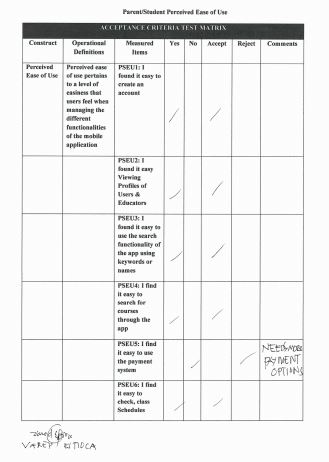 Parent/Student Perceived Ease of Use
ACCEPTANCE CRITERIA TEST MATRIX
Construct Operational Definitions Measured Items Yes No Accept Reject Comments
Perceived
Ease of Use
Perceived ease
of use pertains
to a level of
easiness that
users feel when
managing the
different
functionalities
of the mobile
application
PSEU1: I
found it easy to
create an
account
PSEU2: I
found it easy
Viewing
Profiles of
Users &
Educators
PSEU3: I
found it easy to
use the search
functionality of
the app using
keywords or
names
PSEU4: I find
it easy to
search for
courses
through the
app
PSEU5: I find
it easy to use
the payment
system
NEEDS MORE
PAYMENT
OPTIONS
PSEU6: I find
it easy to
check, class
Schedules